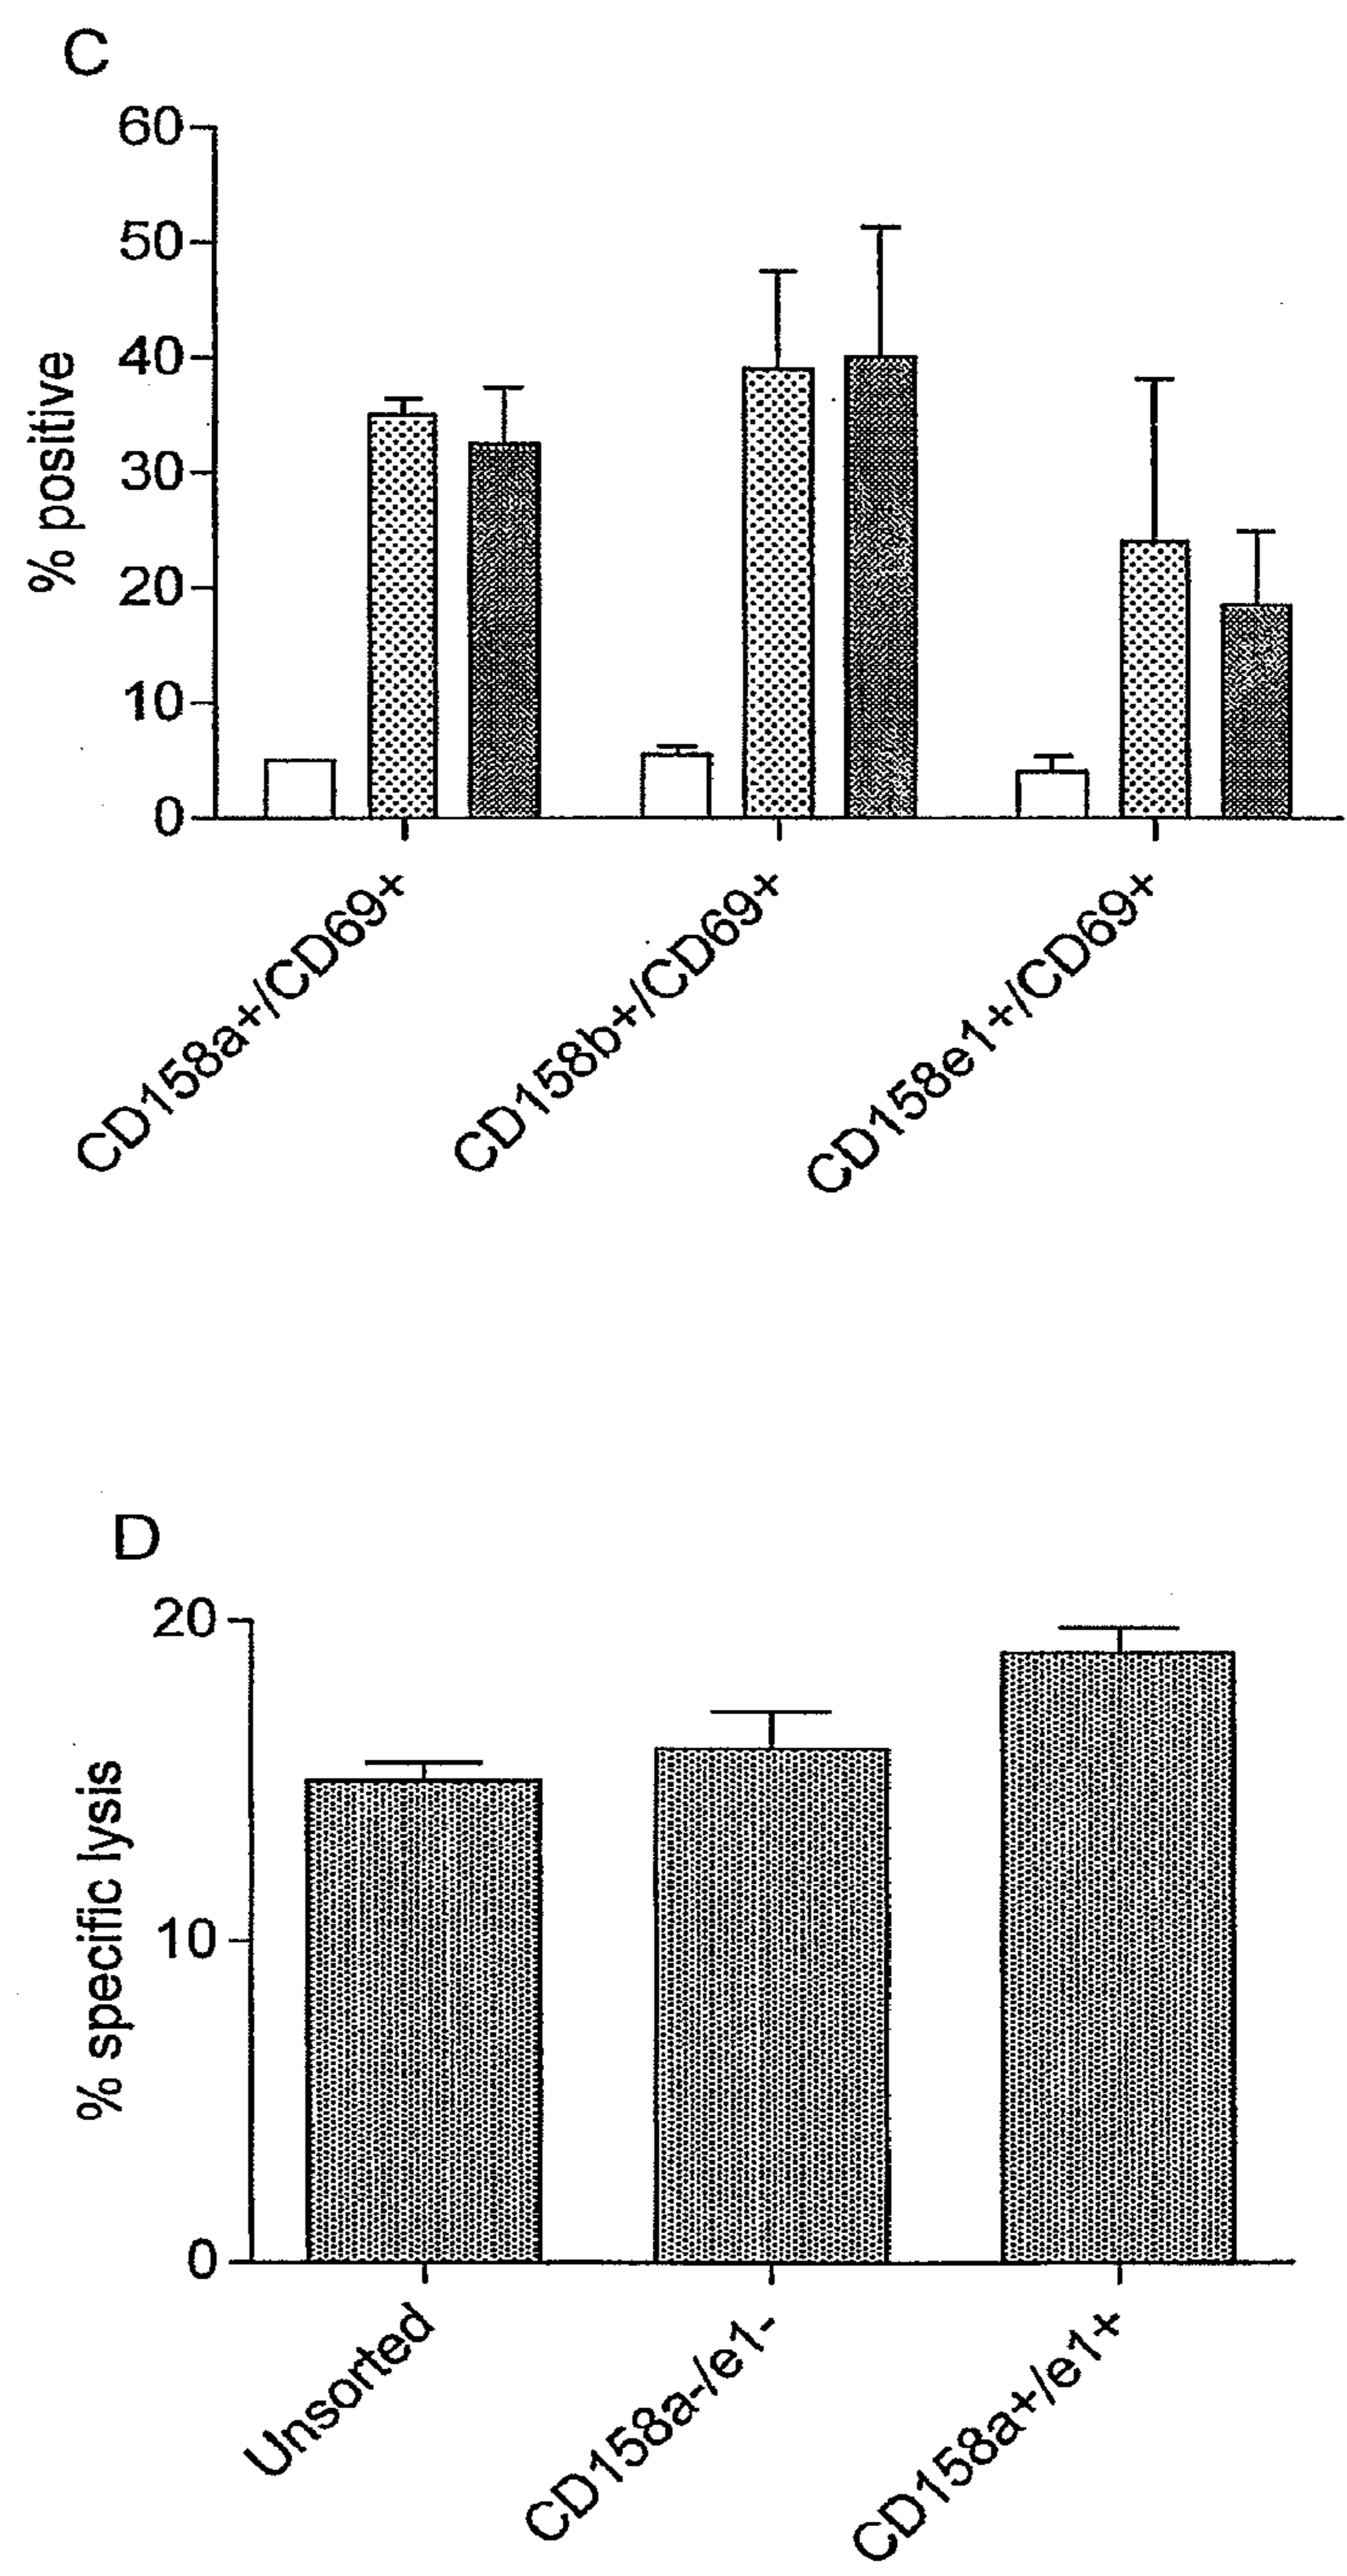 C
60
50
40
30
20
10
0
% positive
CD158a+/CD69+
CD158b+/CD69+
CD158e1+/CD69+
D
20
10
0
% specific lysis
Unsorted
CD158a-/e1-
CD158a+/e1+